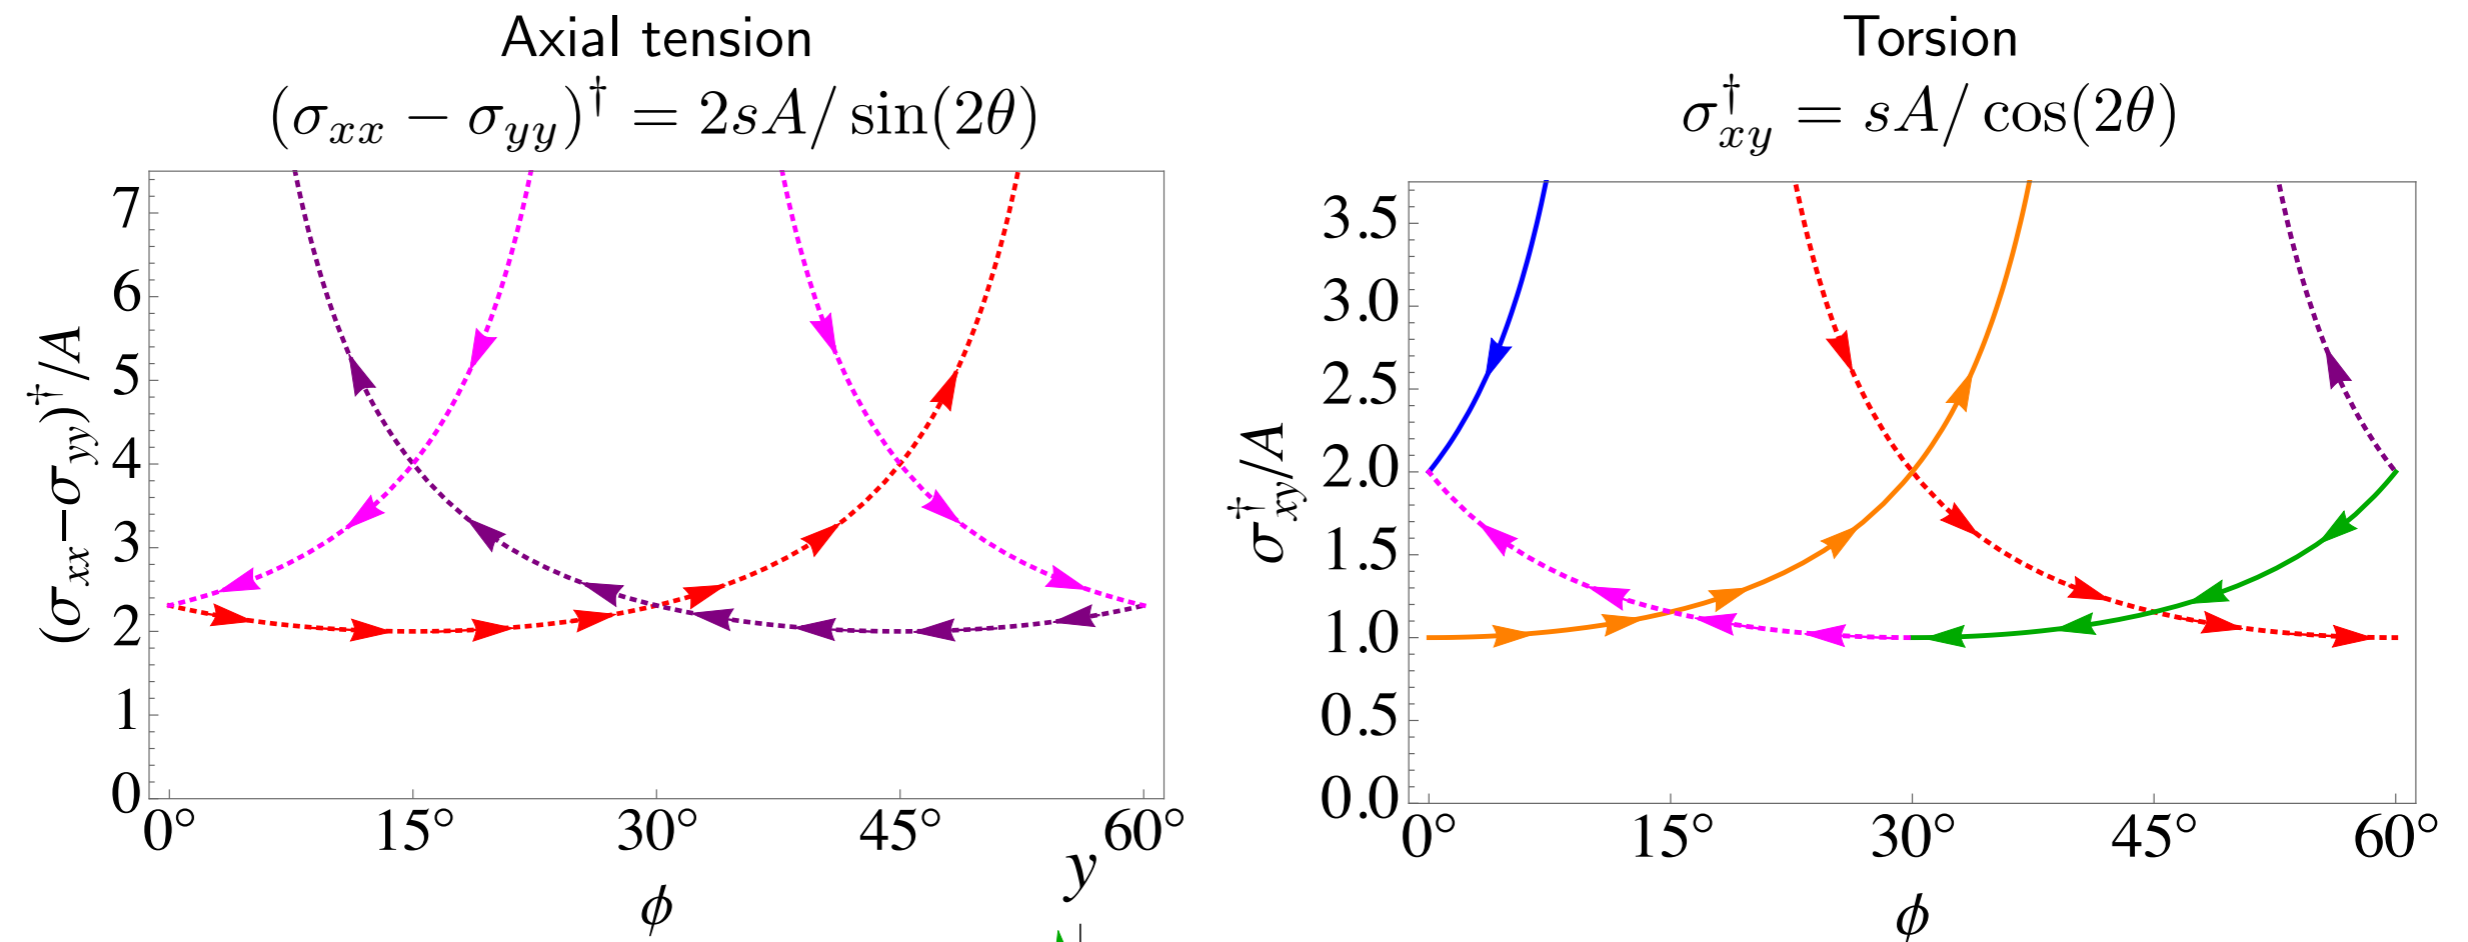 Axial tension
(σ_xx − σ_yy)^† = 2sA/ sin(2θ)
(σ_xx−σ_yy)^†/A
7
6
5
4
3
2
1
0
0° 15° 30° 45° 60°
ϕ
y
Torsion
σ_xy^† = sA/ cos(2θ)
σ_xy^†/A
3.5
3.0
2.5
2.0
1.5
1.0
0.5
0.0
0° 15° 30° 45° 60°
ϕ